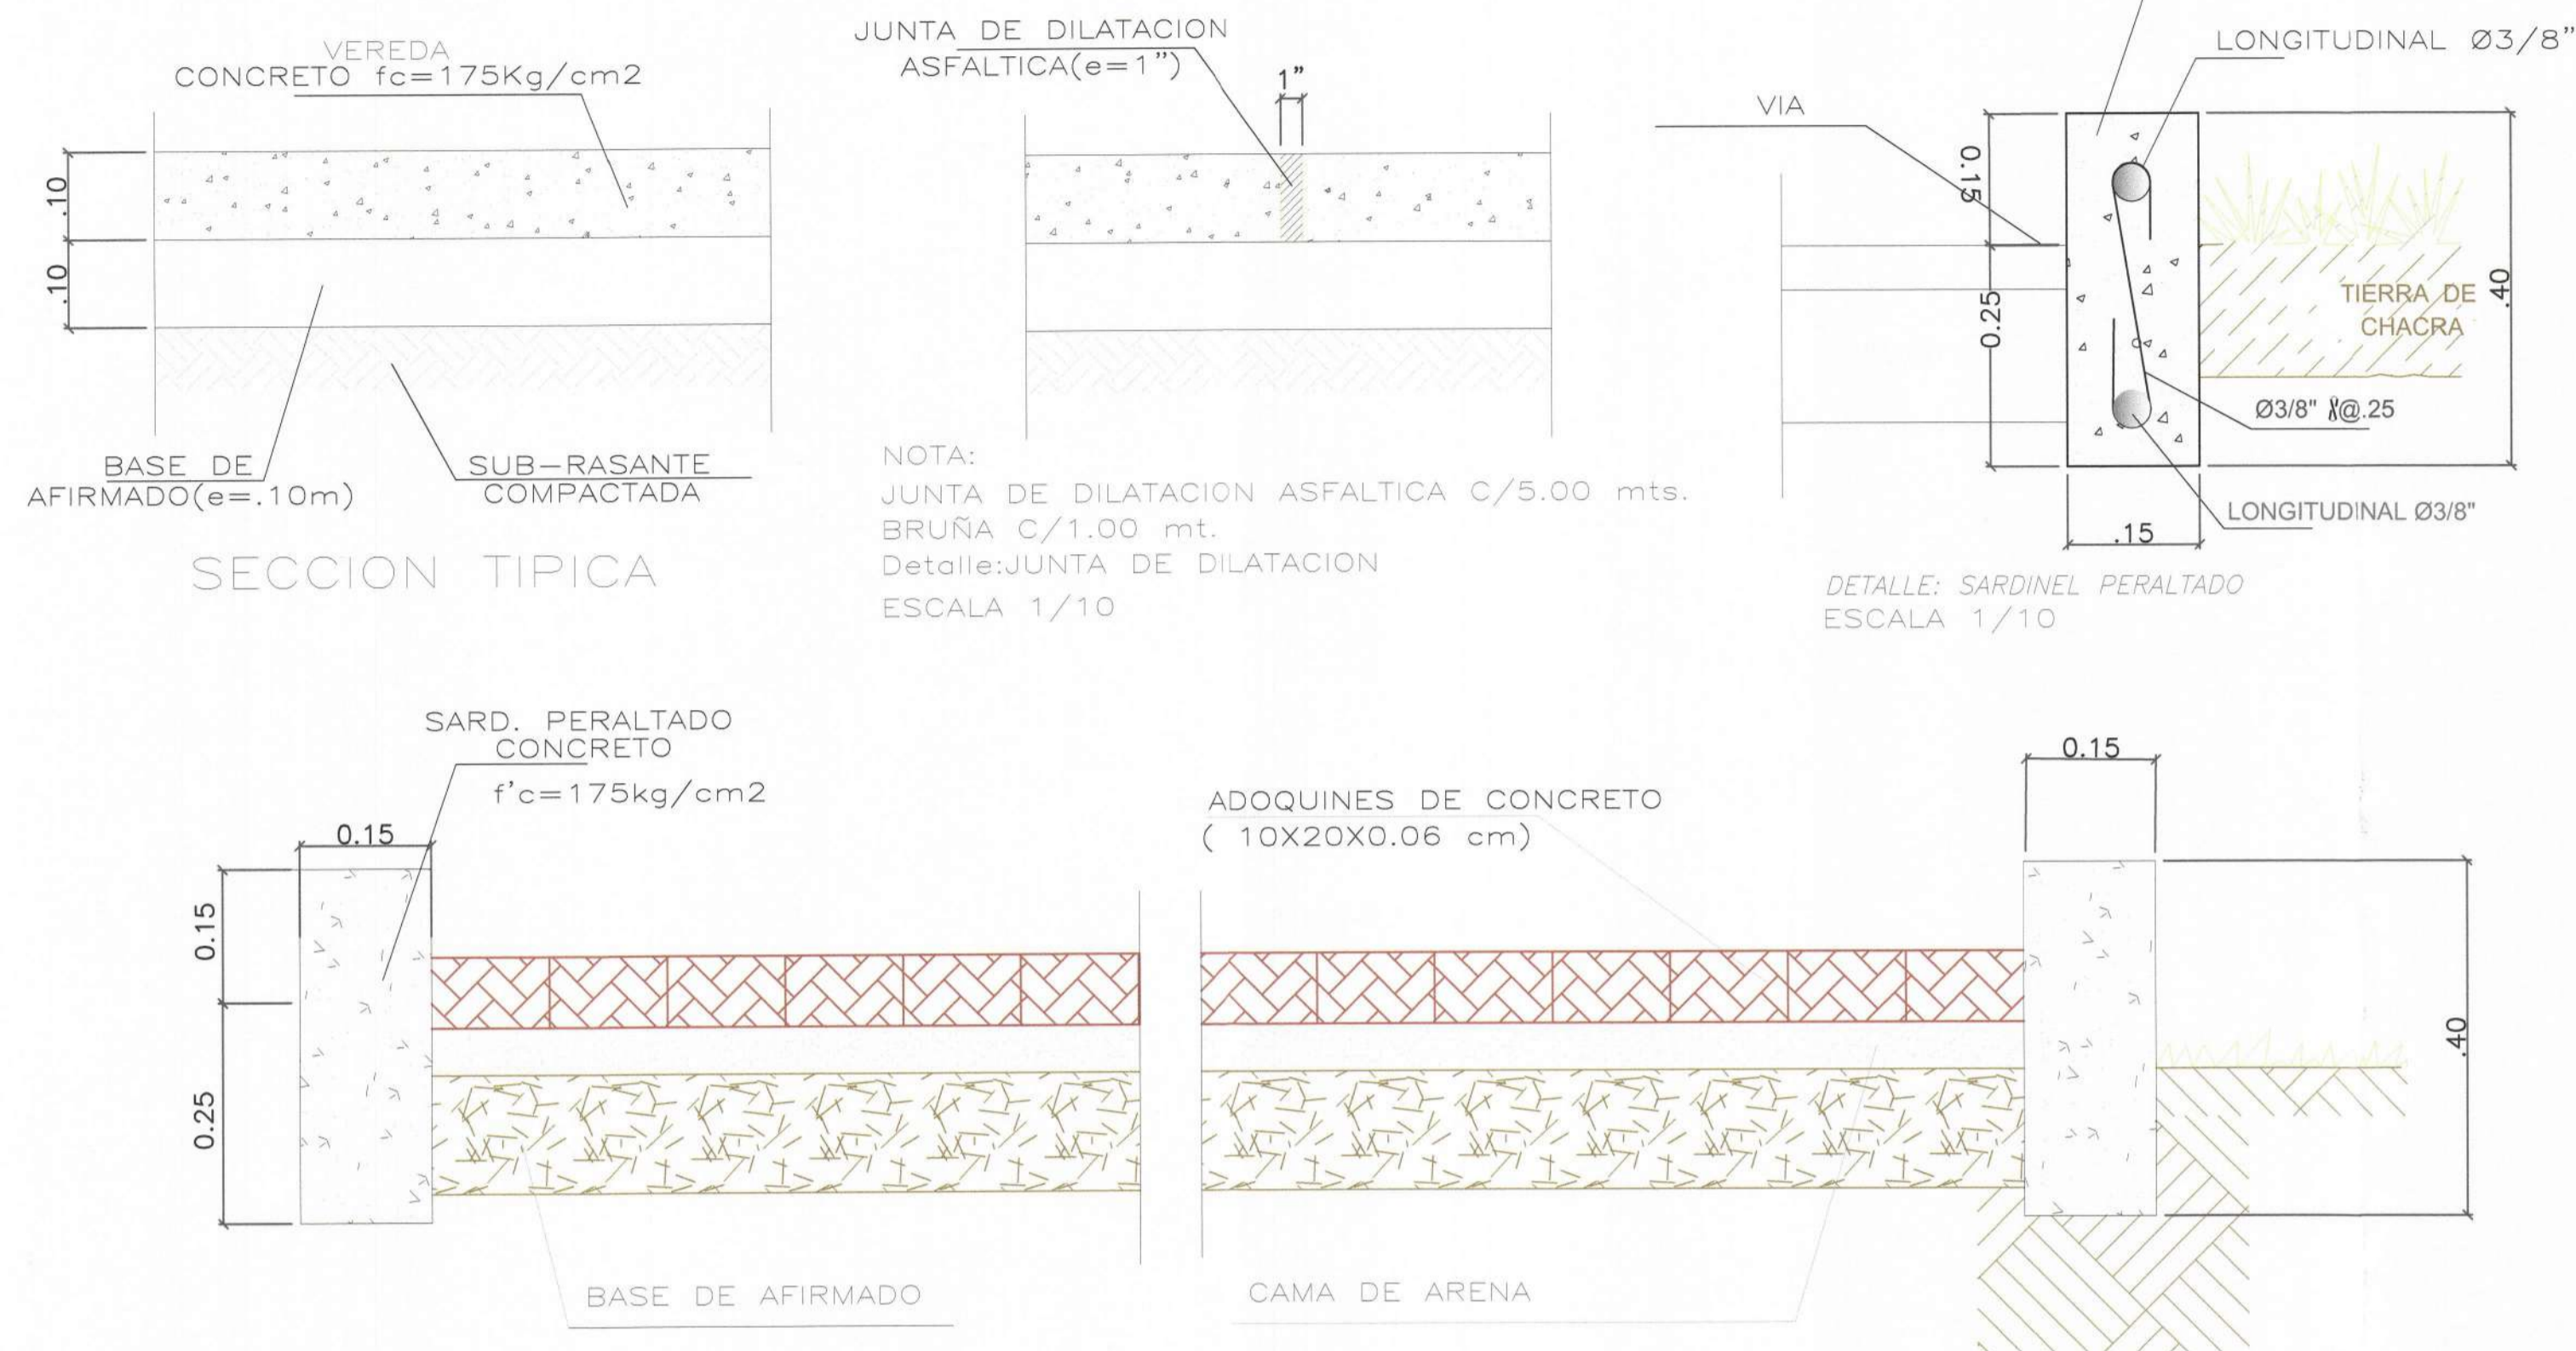 VEREDA
CONCRETO fc=175Kg/cm2
.10
.10
BASE DE
AFIRMADO(e=.10m)
SUB-RASANTE
COMPACTADA
SECCION TIPICA
JUNTA DE DILATACION
ASFALTICA(e=1")
1"
NOTA:
JUNTA DE DILATACION ASFALTICA C/5.00 mts.
BRUÑA C/1.00 mt.
Detalle:JUNTA DE DILATACION
ESCALA 1/10
LONGITUDINAL Ø3/8"
VIA
0.15
0.25
TIERRA DE
CHACRA
.40
Ø3/8" @.25
LONGITUDINAL Ø3/8"
.15
DETALLE: SARDINEL PERALTADO
ESCALA 1/10
SARD. PERALTADO
CONCRETO
f'c=175kg/cm2
0.15
0.15
0.25
BASE DE AFIRMADO
ADOQUINES DE CONCRETO
( 10X20X0.06 cm)
0.15
.40
CAMA DE ARENA